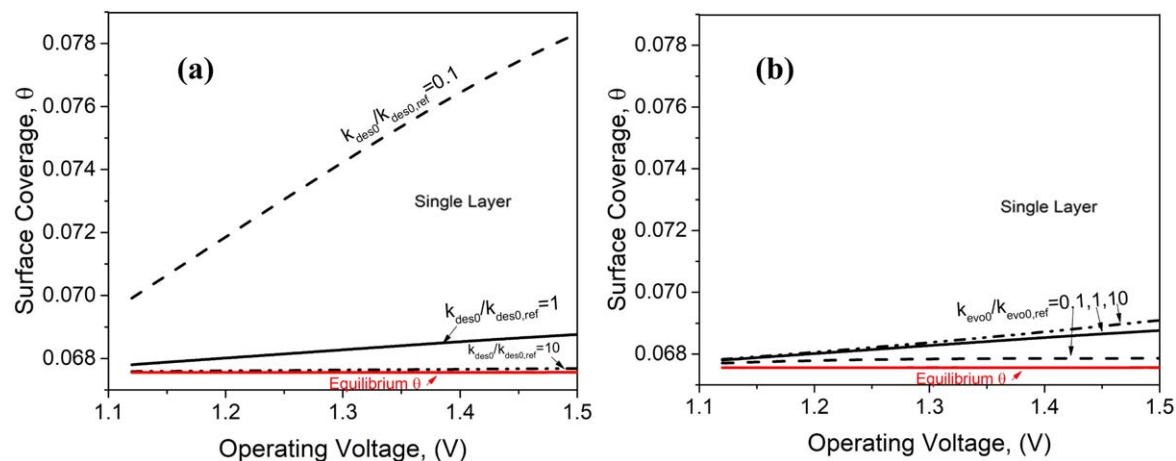 (a)
Surface Coverage, θ
0.078
0.076
0.074
0.072
0.070
0.068
k_des0/k_des0,ref=0.1
Single Layer
k_des0/k_des0,ref=1
k_des0/k_des0,ref=10
Equilibrium θ
1.1
1.2
1.3
1.4
1.5
Operating Voltage, (V)
(b)
Surface Coverage, θ
0.078
0.076
0.074
0.072
0.070
0.068
Single Layer
k_evo0/k_evo0,ref=0.1,1,10
Equilibrium θ
1.1
1.2
1.3
1.4
1.5
Operating Voltage, (V)